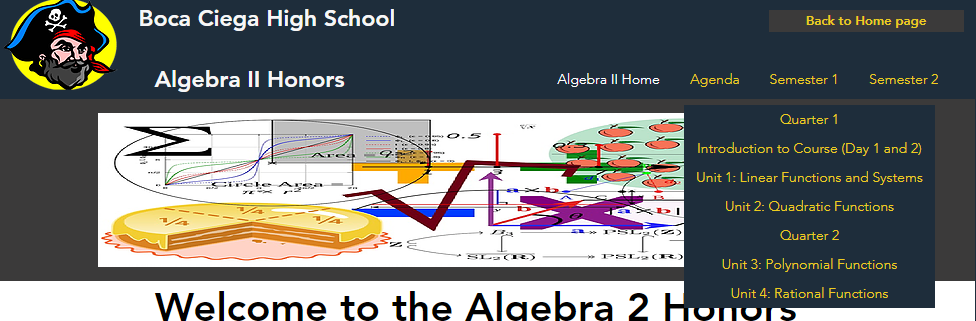 Boca Ciega High School
Back to Home page
Algebra II Honors
Algebra II Home Agenda Semester 1 Semester 2
Quarter 1
Introduction to Course (Day 1 and 2)
Unit 1: Linear Functions and Systems
Unit 2: Quadratic Functions
Quarter 2
Unit 3: Polynomial Functions
Unit 4: Rational Functions
Σ
0.5
Area =
Circle Area =
π × r²
1/4 1/4 1/4
a×b
SL₂(R) PSL₂(R)
PSL₂(Z)
Welcome to the Algebra 2 Honors